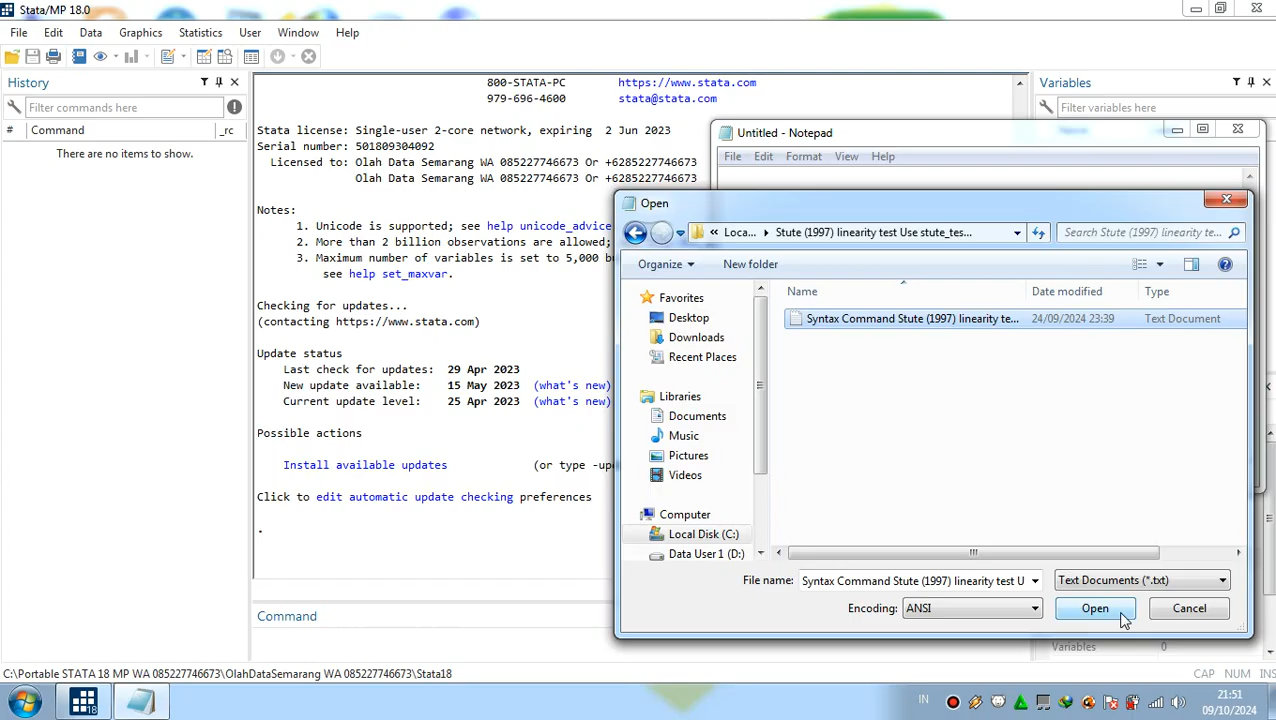 Stata/MP 18.0
File Edit Data Graphics Statistics User Window Help
History
Filter commands here
# Command _rc
There are no items to show.
800-STATA-PC https://www.stata.com
979-696-4600 stata@stata.com
Stata license: Single-user 2-core network, expiring 2 Jun 2023
Serial number: 501809304092
Licensed to: Olah Data Semarang WA 085227746673 Or +6285227746673
Olah Data Semarang WA 085227746673 Or +6285227746673
Notes:
1. Unicode is supported; see help unicode_advice
2. More than 2 billion observations are allowed;
3. Maximum number of variables is set to 5,000
see help set_maxvar.
Checking for updates...
(contacting https://www.stata.com)
Update status
Last check for updates: 29 Apr 2023
New update available: 15 May 2023 (what's new)
Current update level: 25 Apr 2023 (what's new)
Possible actions
Install available updates (or type -up
Click to edit automatic update checking preferences
.
Command
Variables
Filter variables here
Untitled - Notepad
File Edit Format View Help
Open
« Loca... Stute (1997) linearity test Use stute_tes...
Search Stute (1997) linearity te...
Organize New folder
Favorites
Desktop
Downloads
Recent Places
Libraries
Documents
Music
Pictures
Videos
Computer
Local Disk (C:)
Data User 1 (D:)
Name Date modified Type
Syntax Command Stute (1997) linearity te... 24/09/2024 23:39 Text Document
File name: Syntax Command Stute (1997) linearity test U Text Documents (*.txt)
Encoding: ANSI Open Cancel
Variables 0
C:\Portable STATA 18 MP WA 085227746673\OlahDataSemarang WA 085227746673\Stata18
CAP NUM INS
18
IN
21:51
09/10/2024